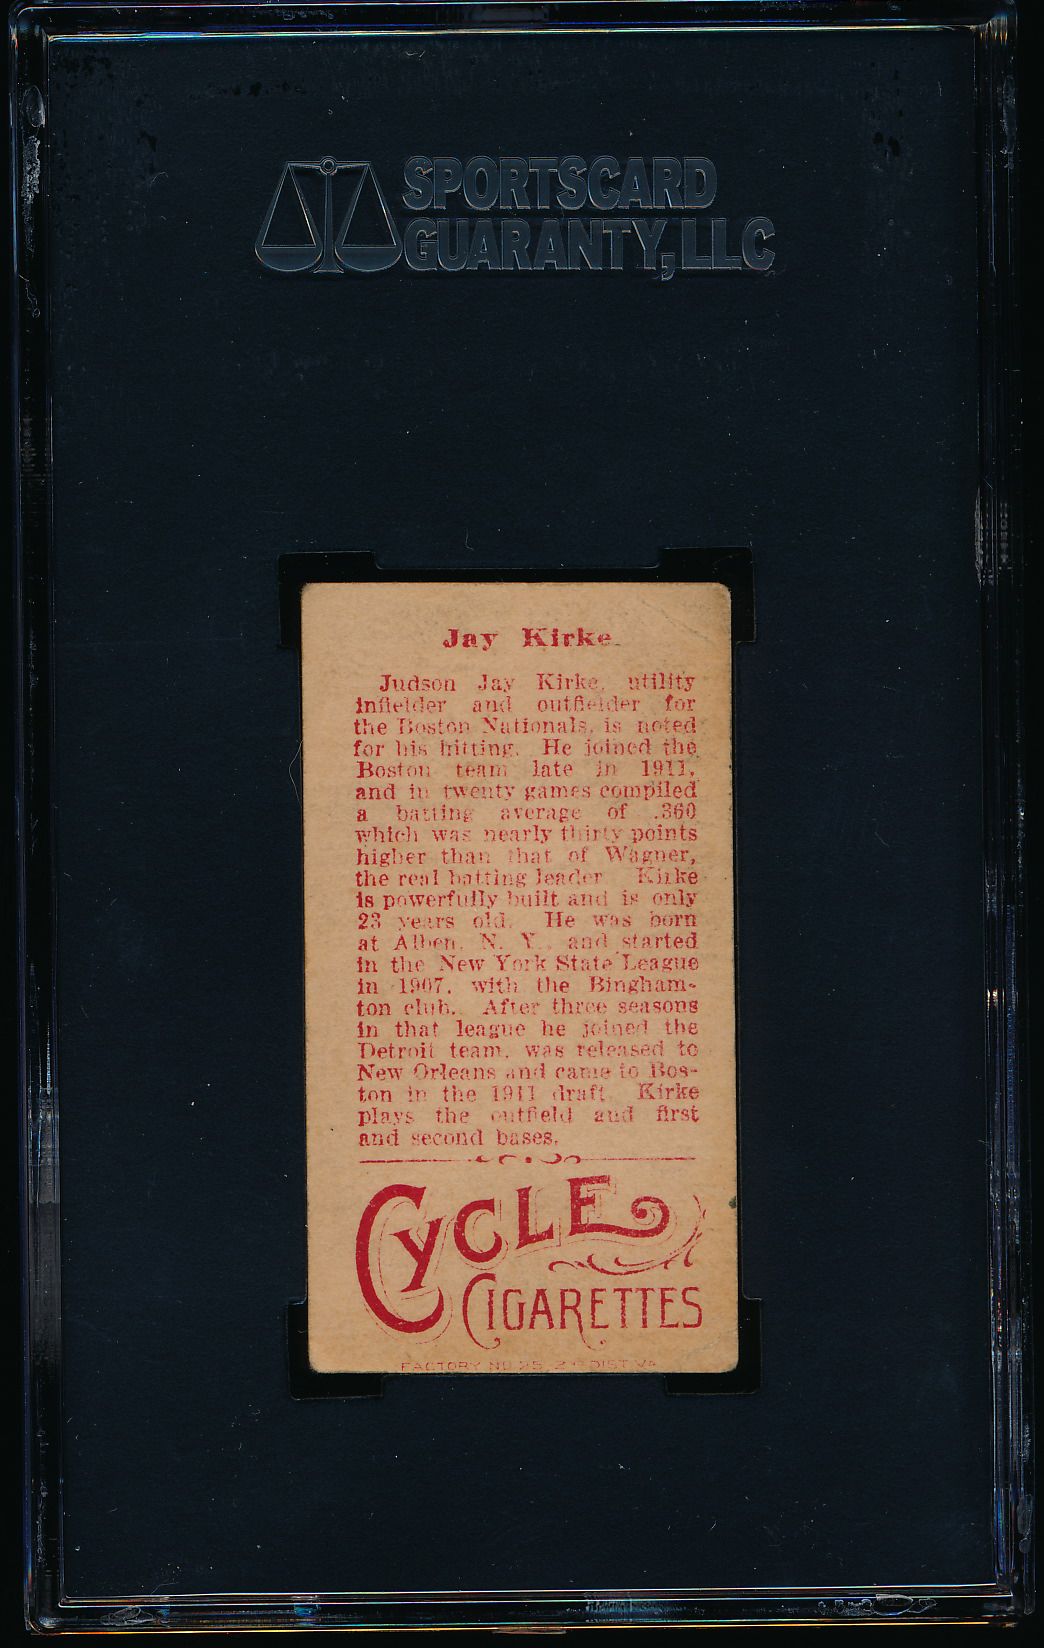 SPORTSCARD
GUARANTY, LLC
Jay Kirke.
Judson Jay Kirke, utility
infielder and outfielder for
the Boston Nationals, is noted
for his hitting. He joined the
Boston team late in 1911,
and in twenty games compiled
a batting average of .360
which was nearly thirty points
higher than that of Wagner,
the real batting leader. Kirke
is powerfully built and is only
23 years old. He was born
at Alben, N. Y., and started
in the New York State League
in 1907, with the Bingham-
ton club. After three seasons
in that league he joined the
Detroit team, was released to
New Orleans and came to Bos-
ton in the 1911 draft. Kirke
plays the outfield and first
and second bases.
CYCLE
CIGARETTES
FACTORY NO 25, 2D DIST. VA.